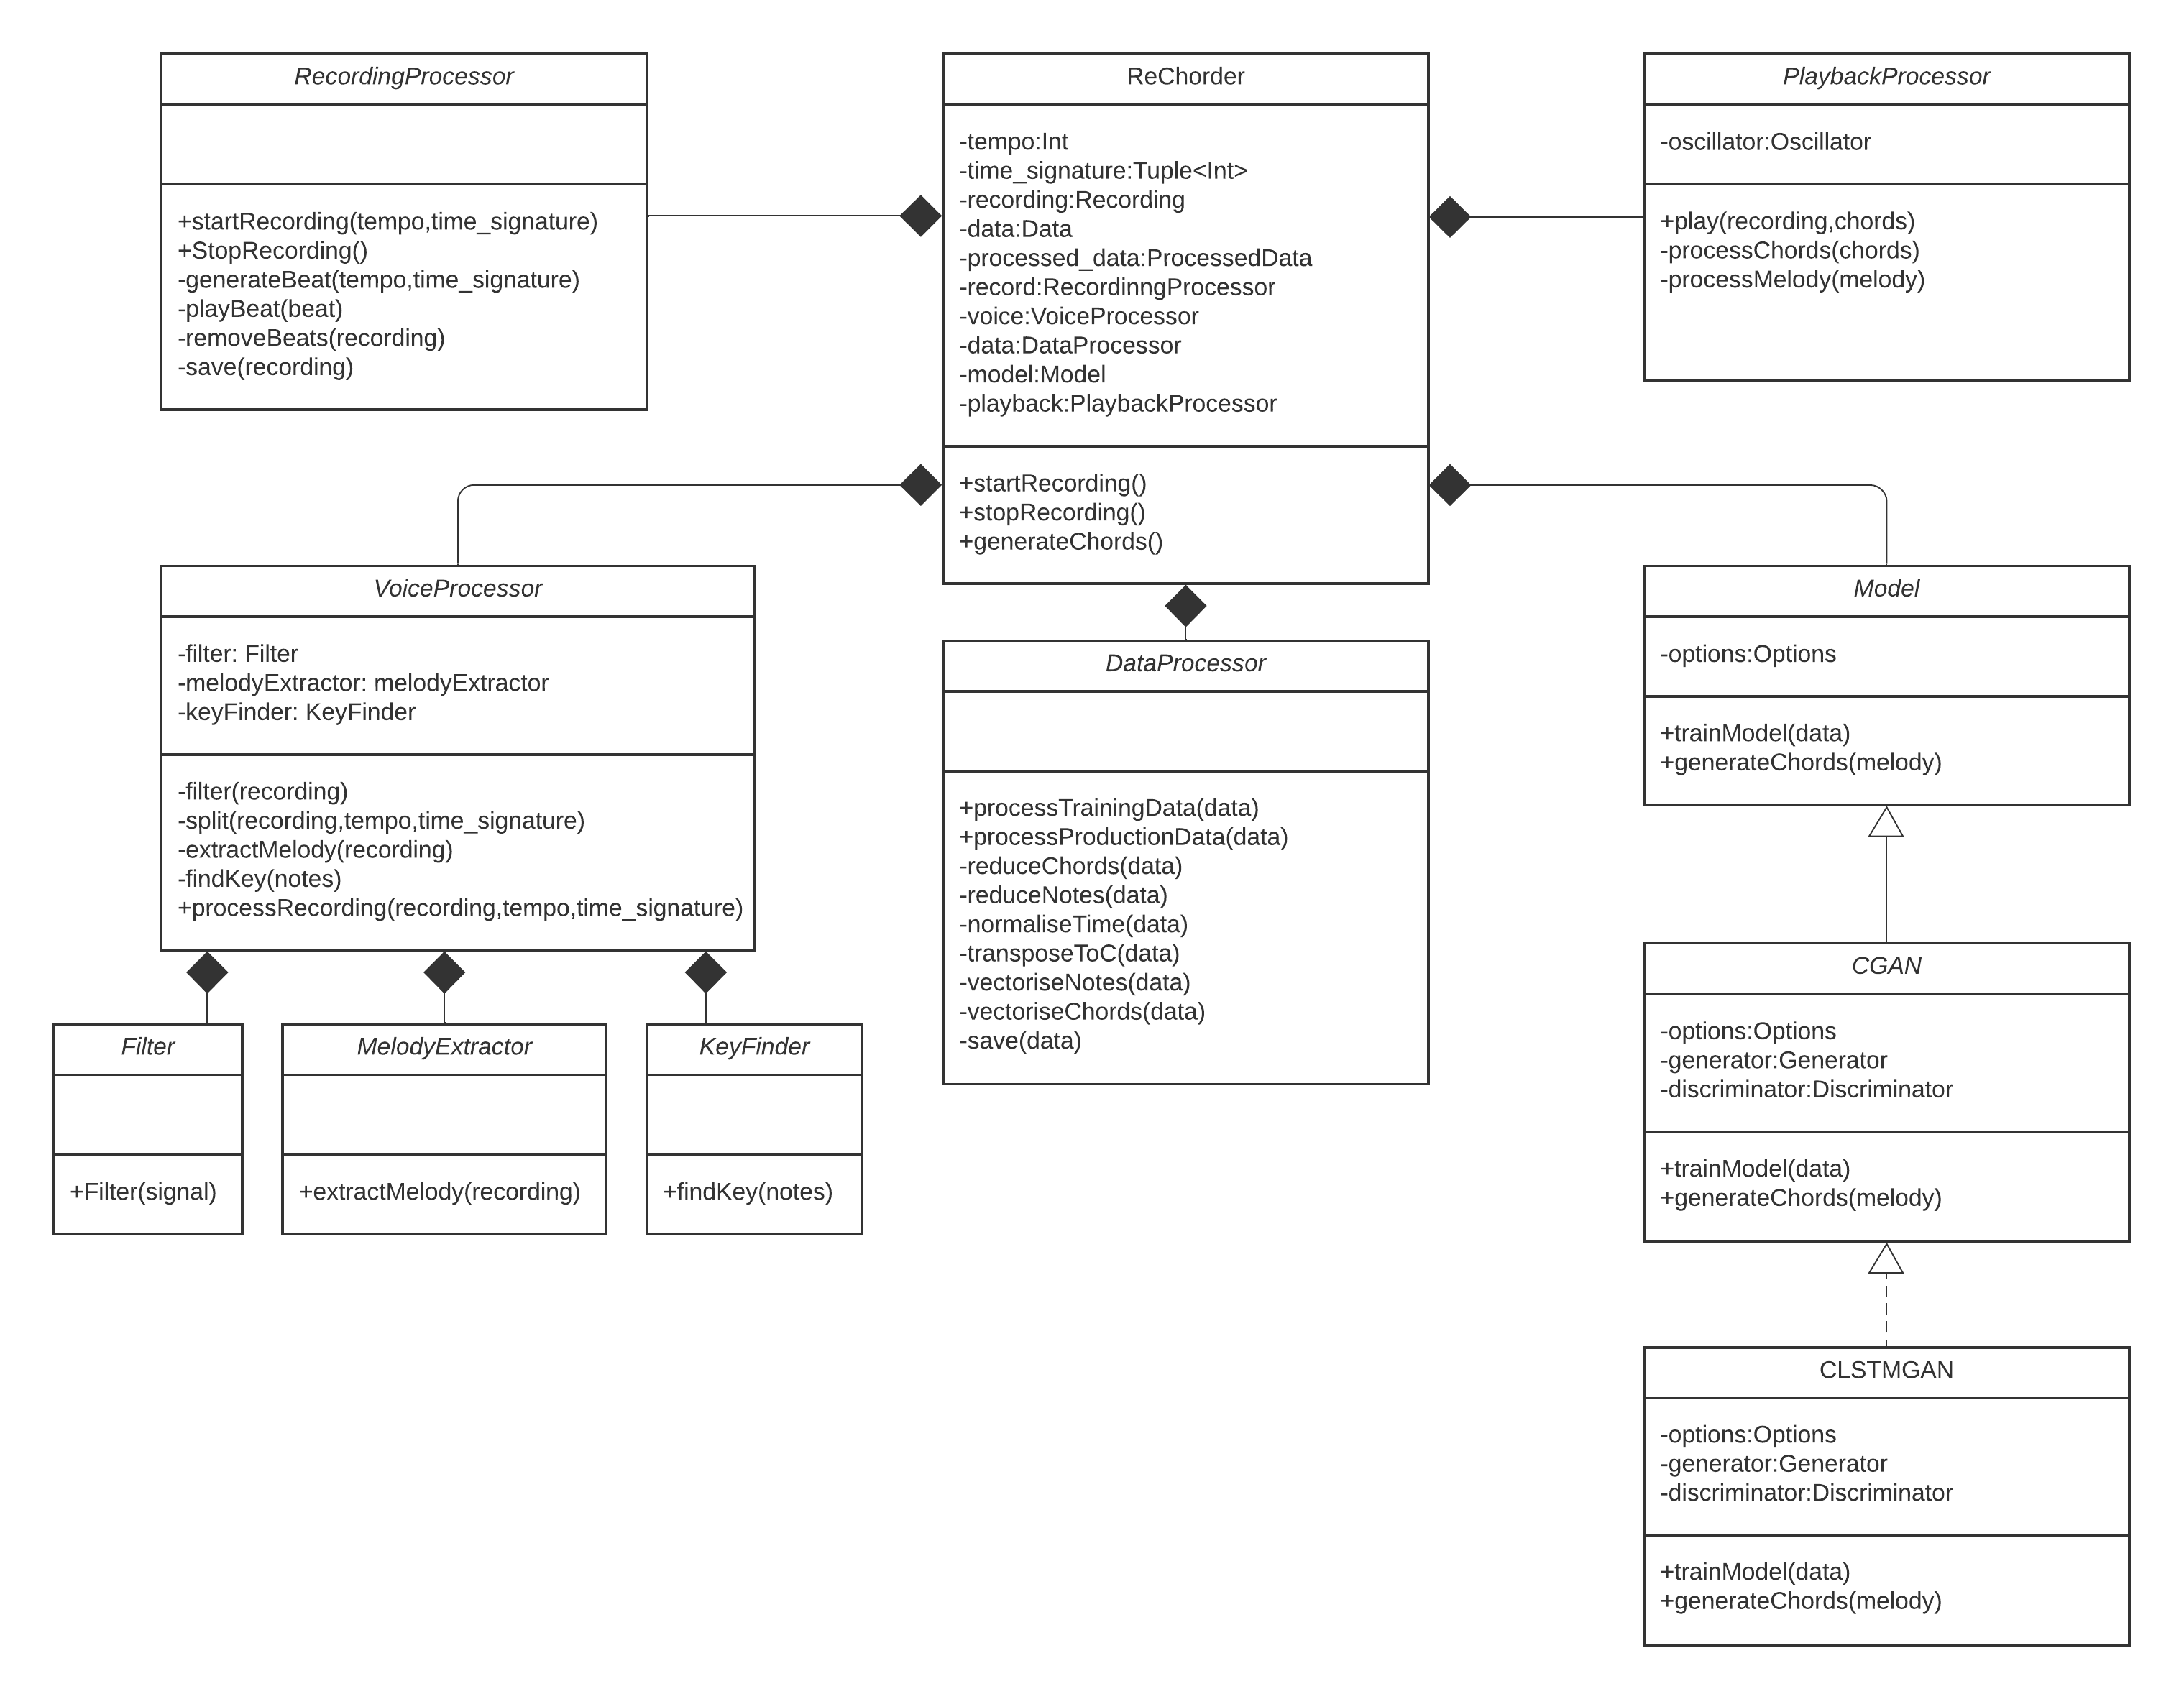 RecordingProcessor
+startRecording(tempo,time_signature)
+StopRecording()
-generateBeat(tempo,time_signature)
-playBeat(beat)
-removeBeats(recording)
-save(recording)
ReChorder
-tempo:Int
-time_signature:Tuple<Int>
-recording:Recording
-data:Data
-processed_data:ProcessedData
-record:RecordinngProcessor
-voice:VoiceProcessor
-data:DataProcessor
-model:Model
-playback:PlaybackProcessor
+startRecording()
+stopRecording()
+generateChords()
PlaybackProcessor
-oscillator:Oscillator
+play(recording,chords)
-processChords(chords)
-processMelody(melody)
VoiceProcessor
-filter: Filter
-melodyExtractor: melodyExtractor
-keyFinder: KeyFinder
-filter(recording)
-split(recording,tempo,time_signature)
-extractMelody(recording)
-findKey(notes)
+processRecording(recording,tempo,time_signature)
DataProcessor
+processTrainingData(data)
+processProductionData(data)
-reduceChords(data)
-reduceNotes(data)
-normaliseTime(data)
-transposeToC(data)
-vectoriseNotes(data)
-vectoriseChords(data)
-save(data)
Model
-options:Options
+trainModel(data)
+generateChords(melody)
Filter
+Filter(signal)
MelodyExtractor
+extractMelody(recording)
KeyFinder
+findKey(notes)
CGAN
-options:Options
-generator:Generator
-discriminator:Discriminator
+trainModel(data)
+generateChords(melody)
CLSTMGAN
-options:Options
-generator:Generator
-discriminator:Discriminator
+trainModel(data)
+generateChords(melody)